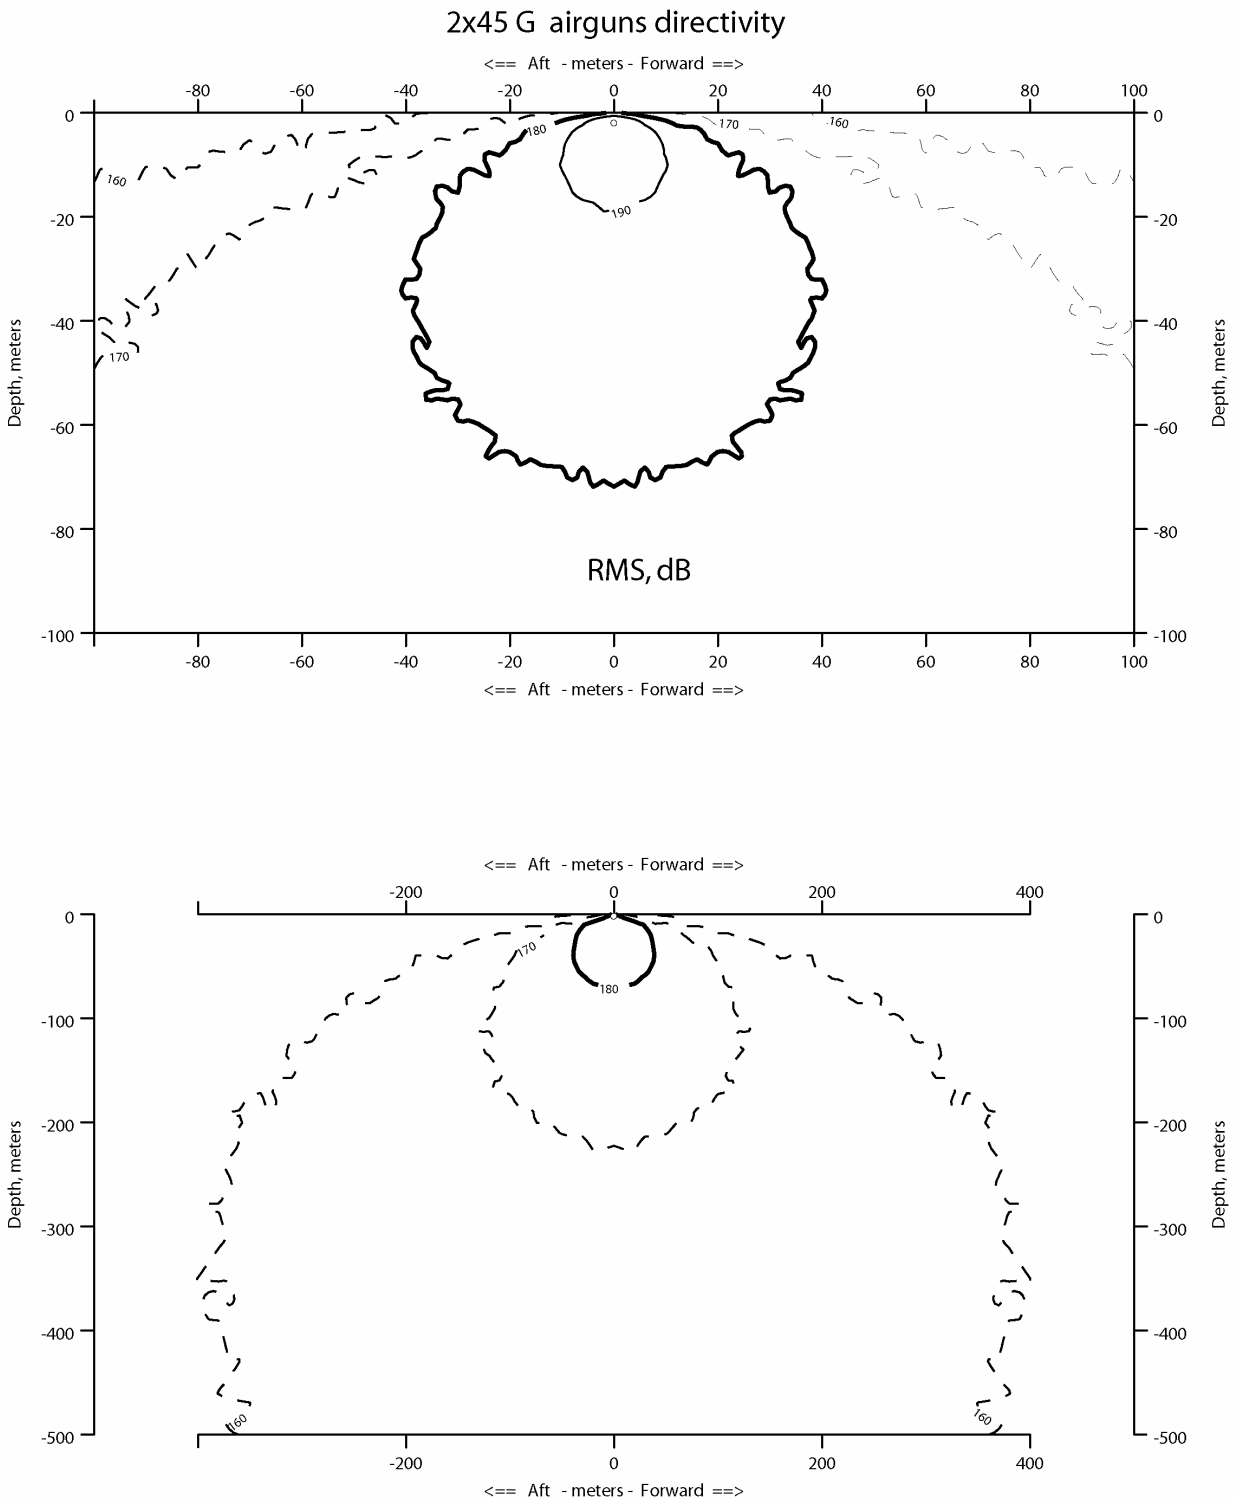 2x45 G airguns directivity
<== Aft - meters - Forward ==>
-80 -60 -40 -20 0 20 40 60 80 100
0 0
180 170 160
160
190
-20 -20
-40 -40
170
Depth, meters Depth, meters
-60 -60
-80 -80
RMS, dB
-100 -100
-80 -60 -40 -20 0 20 40 60 80 100
<== Aft - meters - Forward ==>
<== Aft - meters - Forward ==>
-200 0 200 400
0 0
170
180
-100 -100
-200 -200
Depth, meters Depth, meters
-300 -300
-400 -400
160 160
-500 -500
-200 0 200 400
<== Aft - meters - Forward ==>